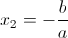 x₂ = −b/a